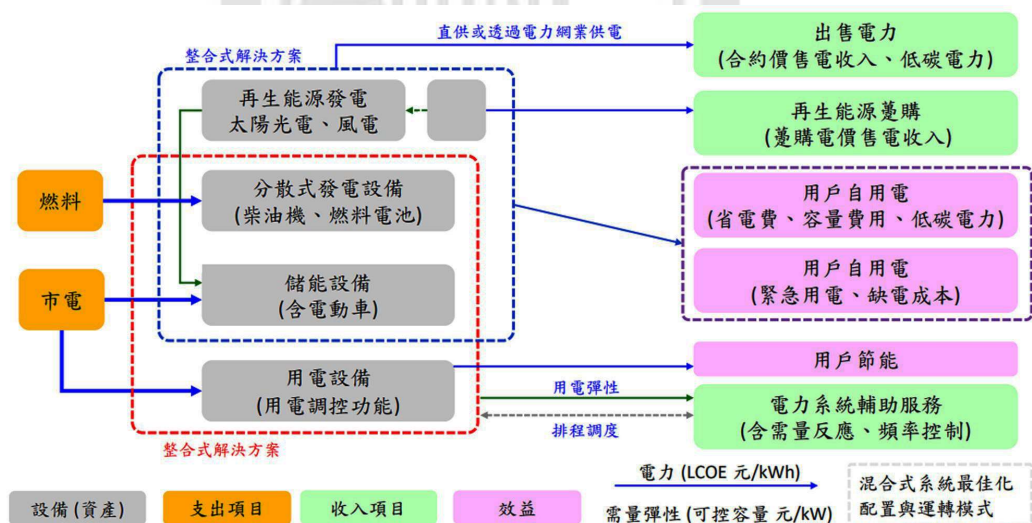 直供或透過電力網業供電
整合式解決方案
出售電力
(合約價售電收入、低碳電力)
再生能源發電
太陽光電、風電
再生能源躉購
(躉購電價售電收入)
燃料
分散式發電設備
(柴油機、燃料電池)
用戶自用電
(省電費、容量費用、低碳電力)
市電
儲能設備
(含電動車)
用戶自用電
(緊急用電、缺電成本)
用電設備
(用電調控功能)
用戶節能
用電彈性
排程調度
電力系統輔助服務
(含需量反應、頻率控制)
整合式解決方案
設備(資產)
支出項目
收入項目
效益
電力 (LCOE 元/kWh)
需量彈性 (可控容量 元/kW)
混合式系統最佳化
配置與運轉模式